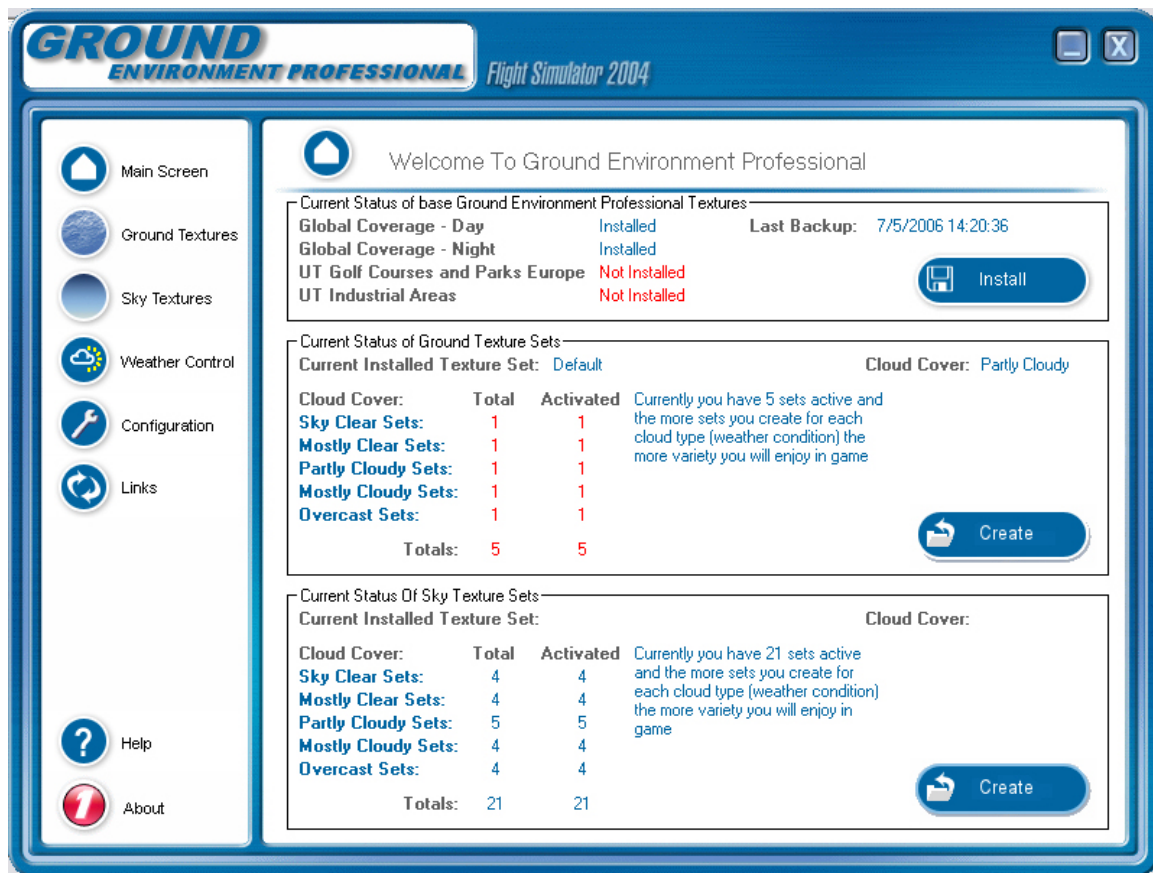 GROUND
ENVIRONMENT PROFESSIONAL
Flight Simulator 2004
X
Main Screen
Ground Textures
Sky Textures
Weather Control
Configuration
Links
Help
1
About
Welcome To Ground Environment Professional
Current Status of base Ground Environment Professional Textures
Global Coverage - Day Installed Last Backup: 7/5/2006 14:20:36
Global Coverage - Night Installed
UT Golf Courses and Parks Europe Not Installed
UT Industrial Areas Not Installed
Install
Current Status of Ground Texture Sets
Current Installed Texture Set: Default Cloud Cover: Partly Cloudy
Cloud Cover: Total Activated
Sky Clear Sets: 1 1
Mostly Clear Sets: 1 1
Partly Cloudy Sets: 1 1
Mostly Cloudy Sets: 1 1
Overcast Sets: 1 1
Totals: 5 5
Currently you have 5 sets active and
the more sets you create for each
cloud type (weather condition) the
more variety you will enjoy in game
Create
Current Status Of Sky Texture Sets
Current Installed Texture Set: Cloud Cover:
Cloud Cover: Total Activated
Sky Clear Sets: 4 4
Mostly Clear Sets: 4 4
Partly Cloudy Sets: 5 5
Mostly Cloudy Sets: 4 4
Overcast Sets: 4 4
Totals: 21 21
Currently you have 21 sets active
and the more sets you create for
each cloud type (weather condition)
the more variety you will enjoy in
game
Create